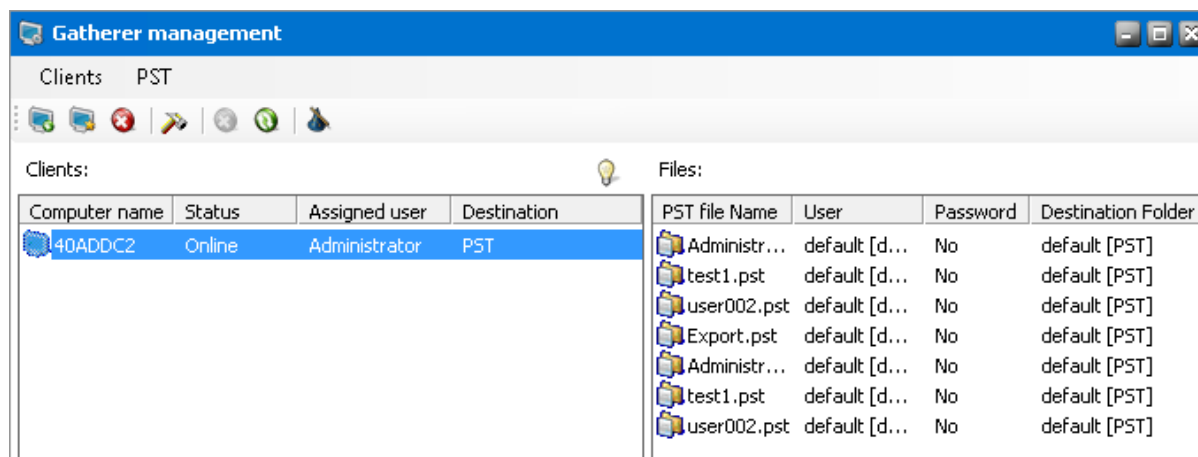 Gatherer management
Clients PST
Clients: Files:
Computer name Status Assigned user Destination PST file Name User Password Destination Folder
40ADDC2 Online Administrator PST Administr... default [d... No default [PST]
test1.pst default [d... No default [PST]
user002.pst default [d... No default [PST]
Export.pst default [d... No default [PST]
Administr... default [d... No default [PST]
test1.pst default [d... No default [PST]
user002.pst default [d... No default [PST]